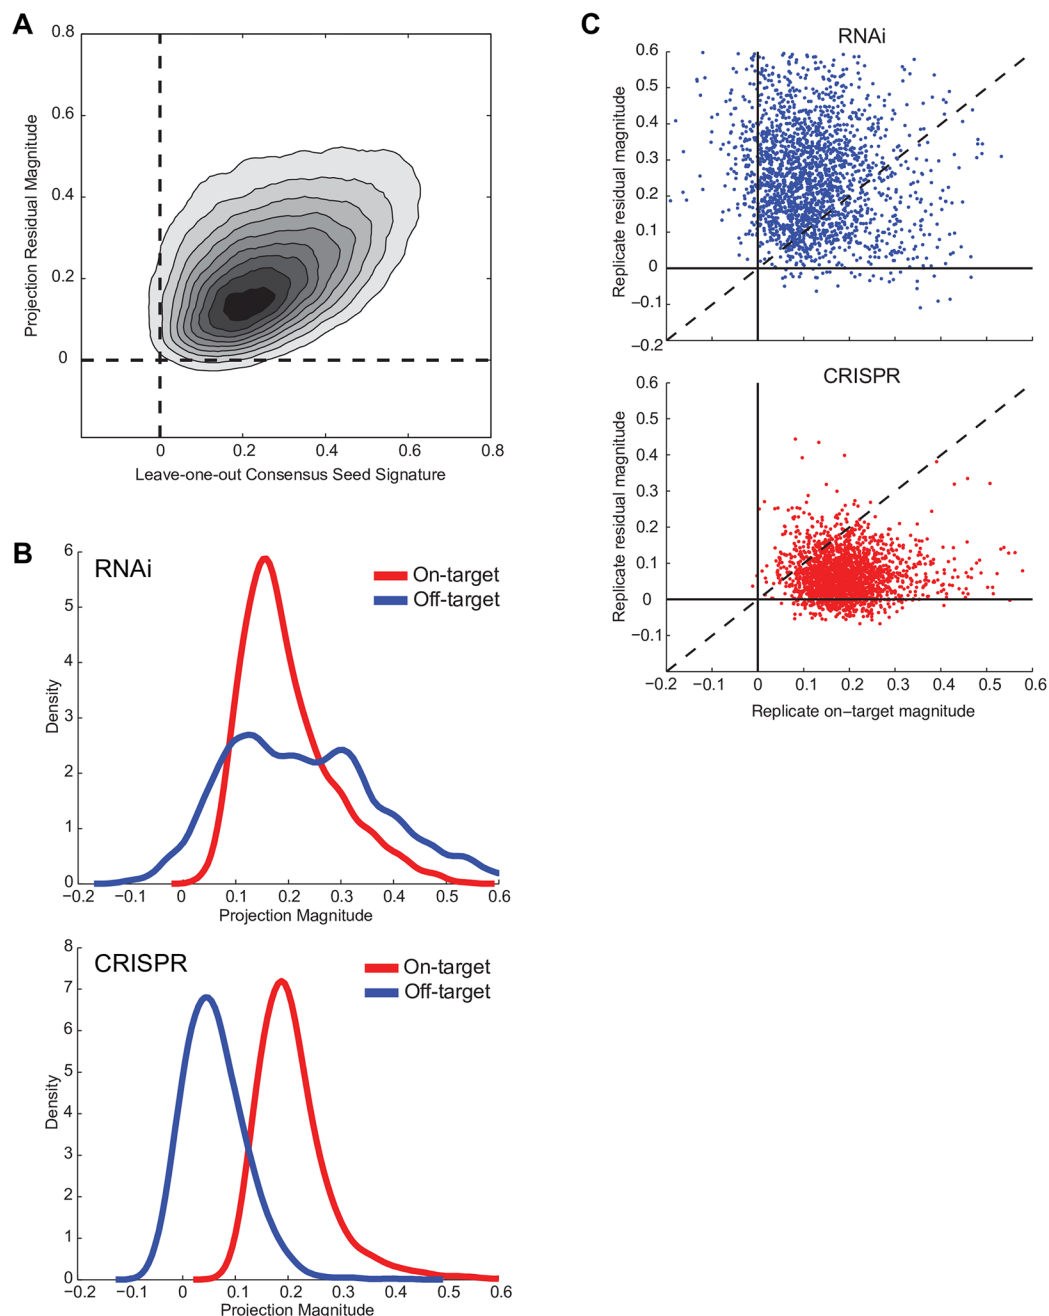 A
0.8
0.6
0.4
0.2
0
Projection Residual Magnitude
0 0.2 0.4 0.6 0.8
Leave-one-out Consensus Seed Signature
B
RNAi
On-target
Off-target
6
5
4
3
2
1
0
Density
−0.2 −0.1 0 0.1 0.2 0.3 0.4 0.5 0.6
Projection Magnitude
CRISPR
On-target
Off-target
8
7
6
5
4
3
2
1
0
Density
−0.2 −0.1 0 0.1 0.2 0.3 0.4 0.5 0.6
Projection Magnitude
C
RNAi
0.6
0.5
0.4
0.3
0.2
0.1
0
−0.1
−0.2
Replicate residual magnitude
CRISPR
0.6
0.5
0.4
0.3
0.2
0.1
0
−0.1
Replicate residual magnitude
−0.2 −0.1 0 0.1 0.2 0.3 0.4 0.5 0.6
Replicate on−target magnitude